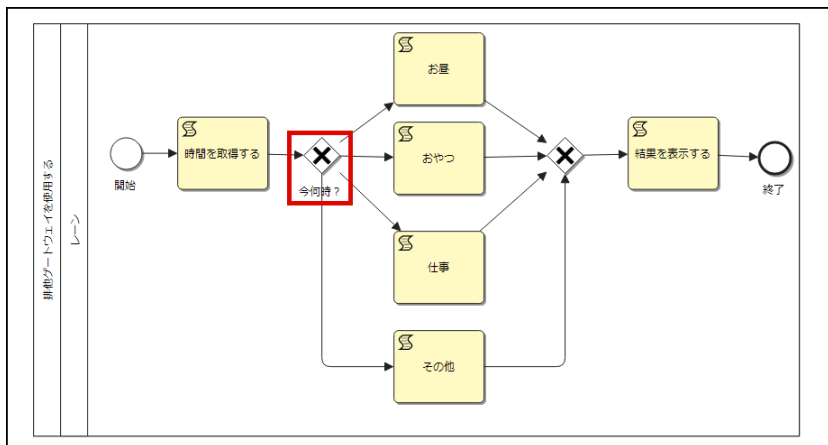 排他ゲートウェイを使用する
レーン
開始
時間を取得する
今何時？
お昼
おやつ
仕事
その他
結果を表示する
終了